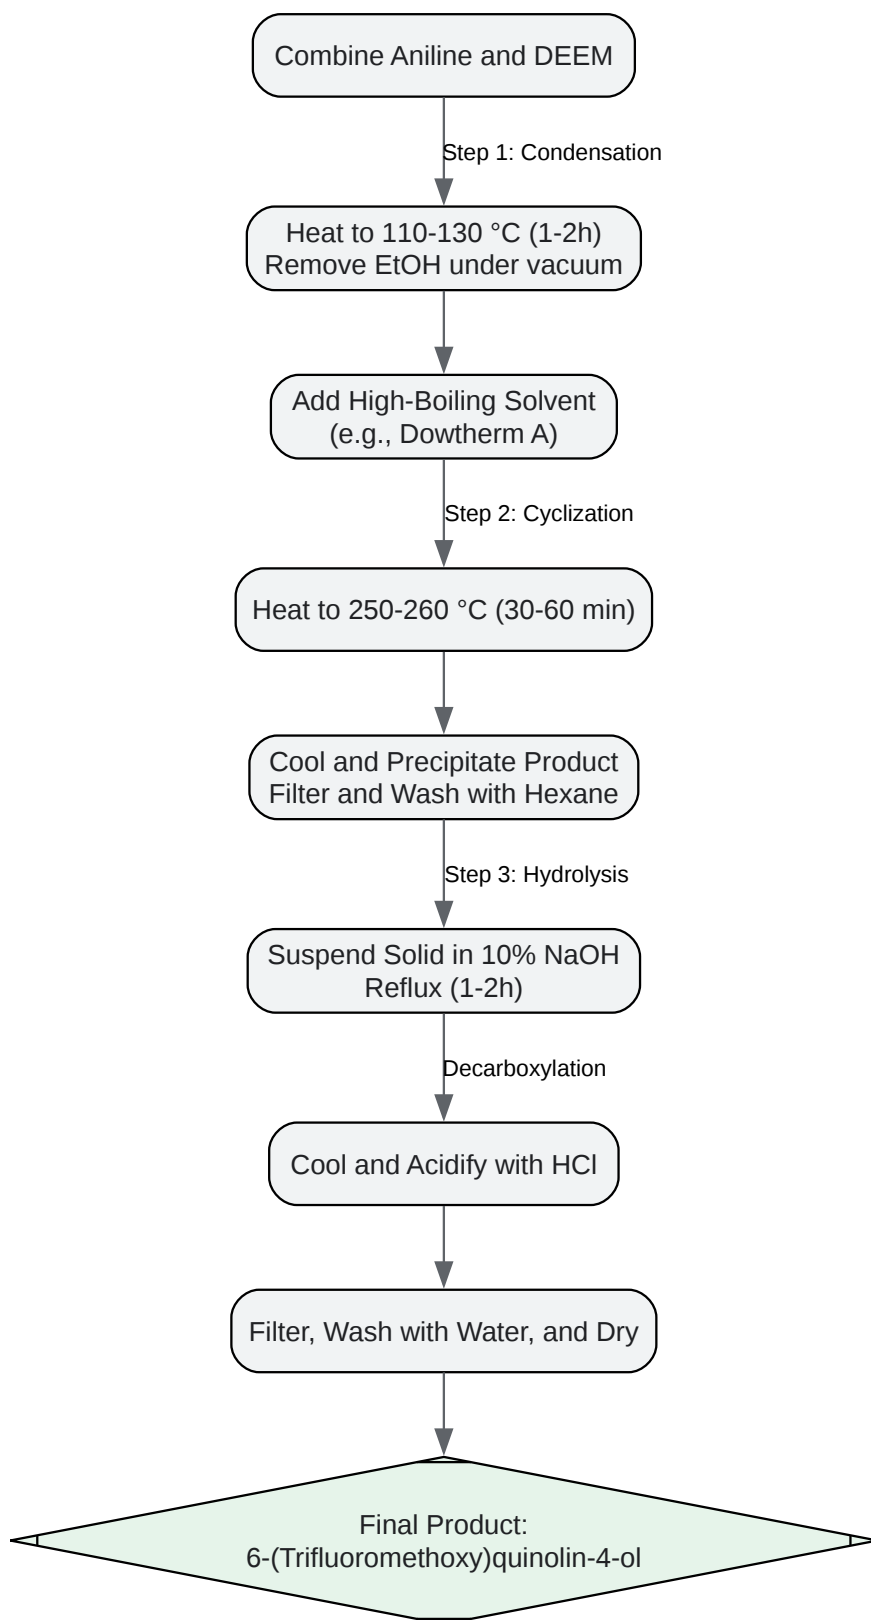 Combine Aniline and DEEM
Step 1: Condensation
Heat to 110-130 °C (1-2h)
Remove EtOH under vacuum
Add High-Boiling Solvent
(e.g., Dowtherm A)
Step 2: Cyclization
Heat to 250-260 °C (30-60 min)
Cool and Precipitate Product
Filter and Wash with Hexane
Step 3: Hydrolysis
Suspend Solid in 10% NaOH
Reflux (1-2h)
Decarboxylation
Cool and Acidify with HCl
Filter, Wash with Water, and Dry
Final Product:
6-(Trifluoromethoxy)quinolin-4-ol